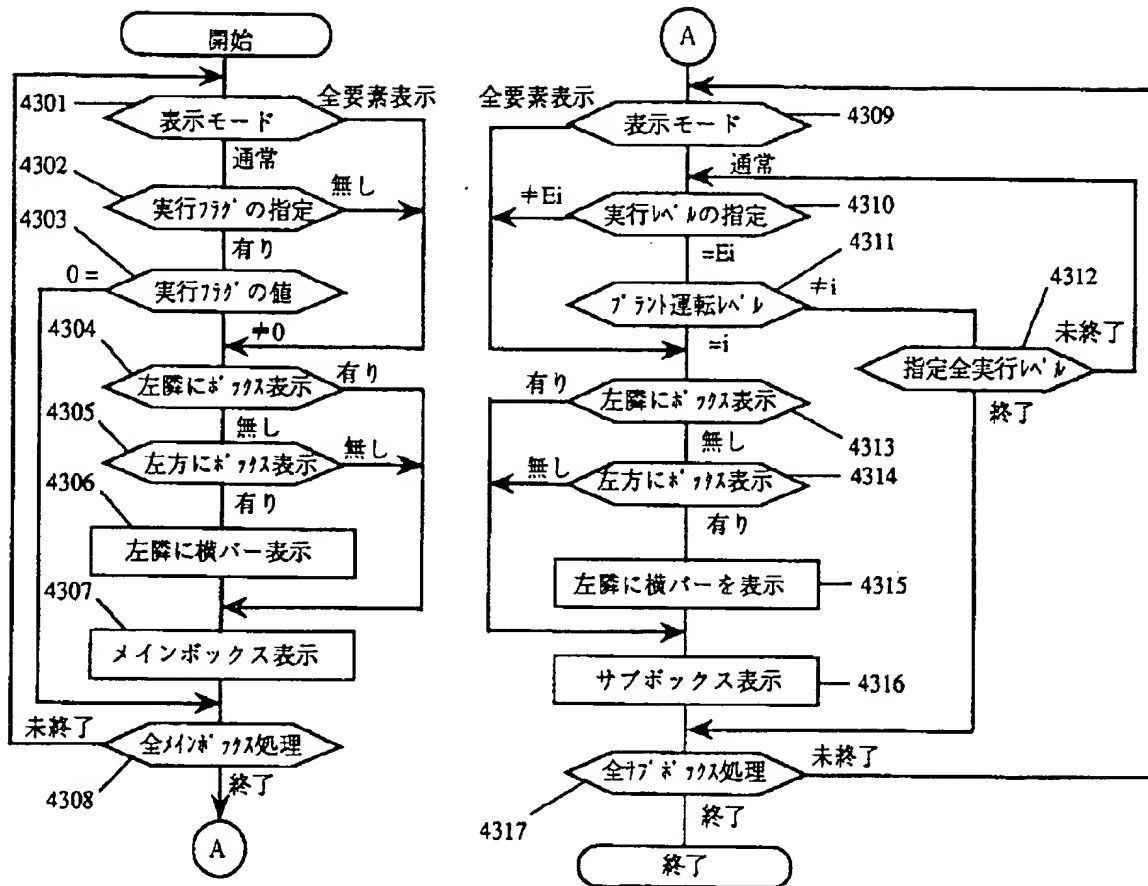 開始
4301
表示モード
全要素表示
通常
4302
実行フラグの指定
無し
有り
4303
0 =
実行フラグの値
≠0
4304
左隣にボックス表示
有り
無し
4305
左方にボックス表示
無し
有り
4306
左隣に横バー表示
4307
メインボックス表示
未終了
全メインボックス処理
4308
終了
A
A
全要素表示
表示モード
4309
通常
≠Ei
実行レベルの指定
4310
=Ei
4311
プラント運転レベル
≠i
=i
4312
指定全実行レベル
未終了
終了
有り
左隣にボックス表示
4313
無し
無し
左方にボックス表示
4314
有り
左隣に横バーを表示
4315
サブボックス表示
4316
全サブボックス処理
未終了
4317
終了
終了